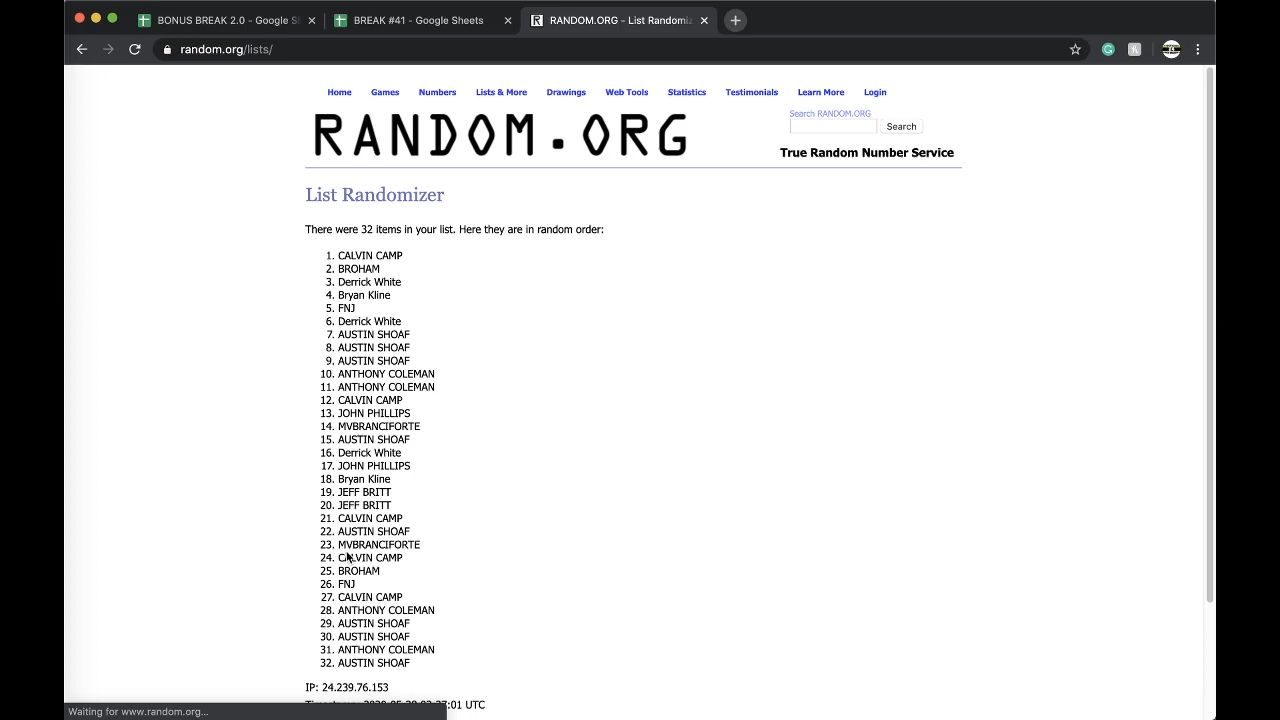 BONUS BREAK 2.0 - Google S
BREAK #41 - Google Sheets
RANDOM.ORG - List Randomiz
random.org/lists/
Home Games Numbers Lists & More Drawings Web Tools Statistics Testimonials Learn More Login
RANDOM.ORG
Search RANDOM.ORG
Search
True Random Number Service
List Randomizer
There were 32 items in your list. Here they are in random order:
1. CALVIN CAMP
2. BROHAM
3. Derrick White
4. Bryan Kline
5. FNJ
6. Derrick White
7. AUSTIN SHOAF
8. AUSTIN SHOAF
9. AUSTIN SHOAF
10. ANTHONY COLEMAN
11. ANTHONY COLEMAN
12. CALVIN CAMP
13. JOHN PHILLIPS
14. MVBRANCIFORTE
15. AUSTIN SHOAF
16. Derrick White
17. JOHN PHILLIPS
18. Bryan Kline
19. JEFF BRITT
20. JEFF BRITT
21. CALVIN CAMP
22. AUSTIN SHOAF
23. MVBRANCIFORTE
24. CALVIN CAMP
25. BROHAM
26. FNJ
27. CALVIN CAMP
28. ANTHONY COLEMAN
29. AUSTIN SHOAF
30. AUSTIN SHOAF
31. ANTHONY COLEMAN
32. AUSTIN SHOAF
IP: 24.239.76.153
UTC
Waiting for www.random.org...